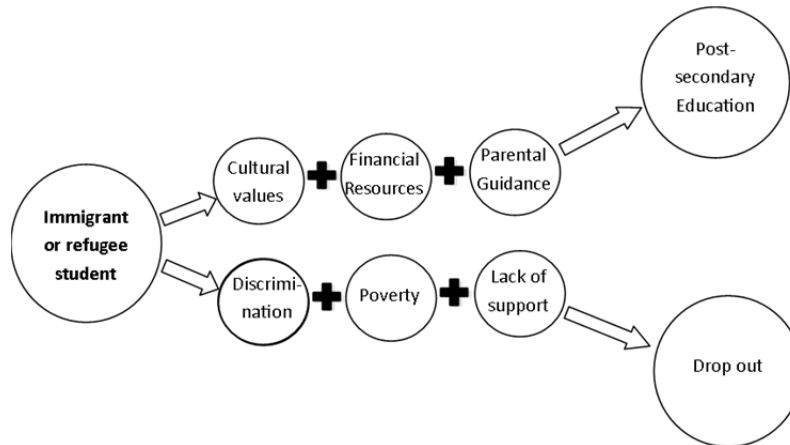 Immigrant
or refugee
student
Cultural
values
Financial
Resources
Parental
Guidance
Post-
secondary
Education
Discrimi-
nation
Poverty
Lack of
support
Drop out